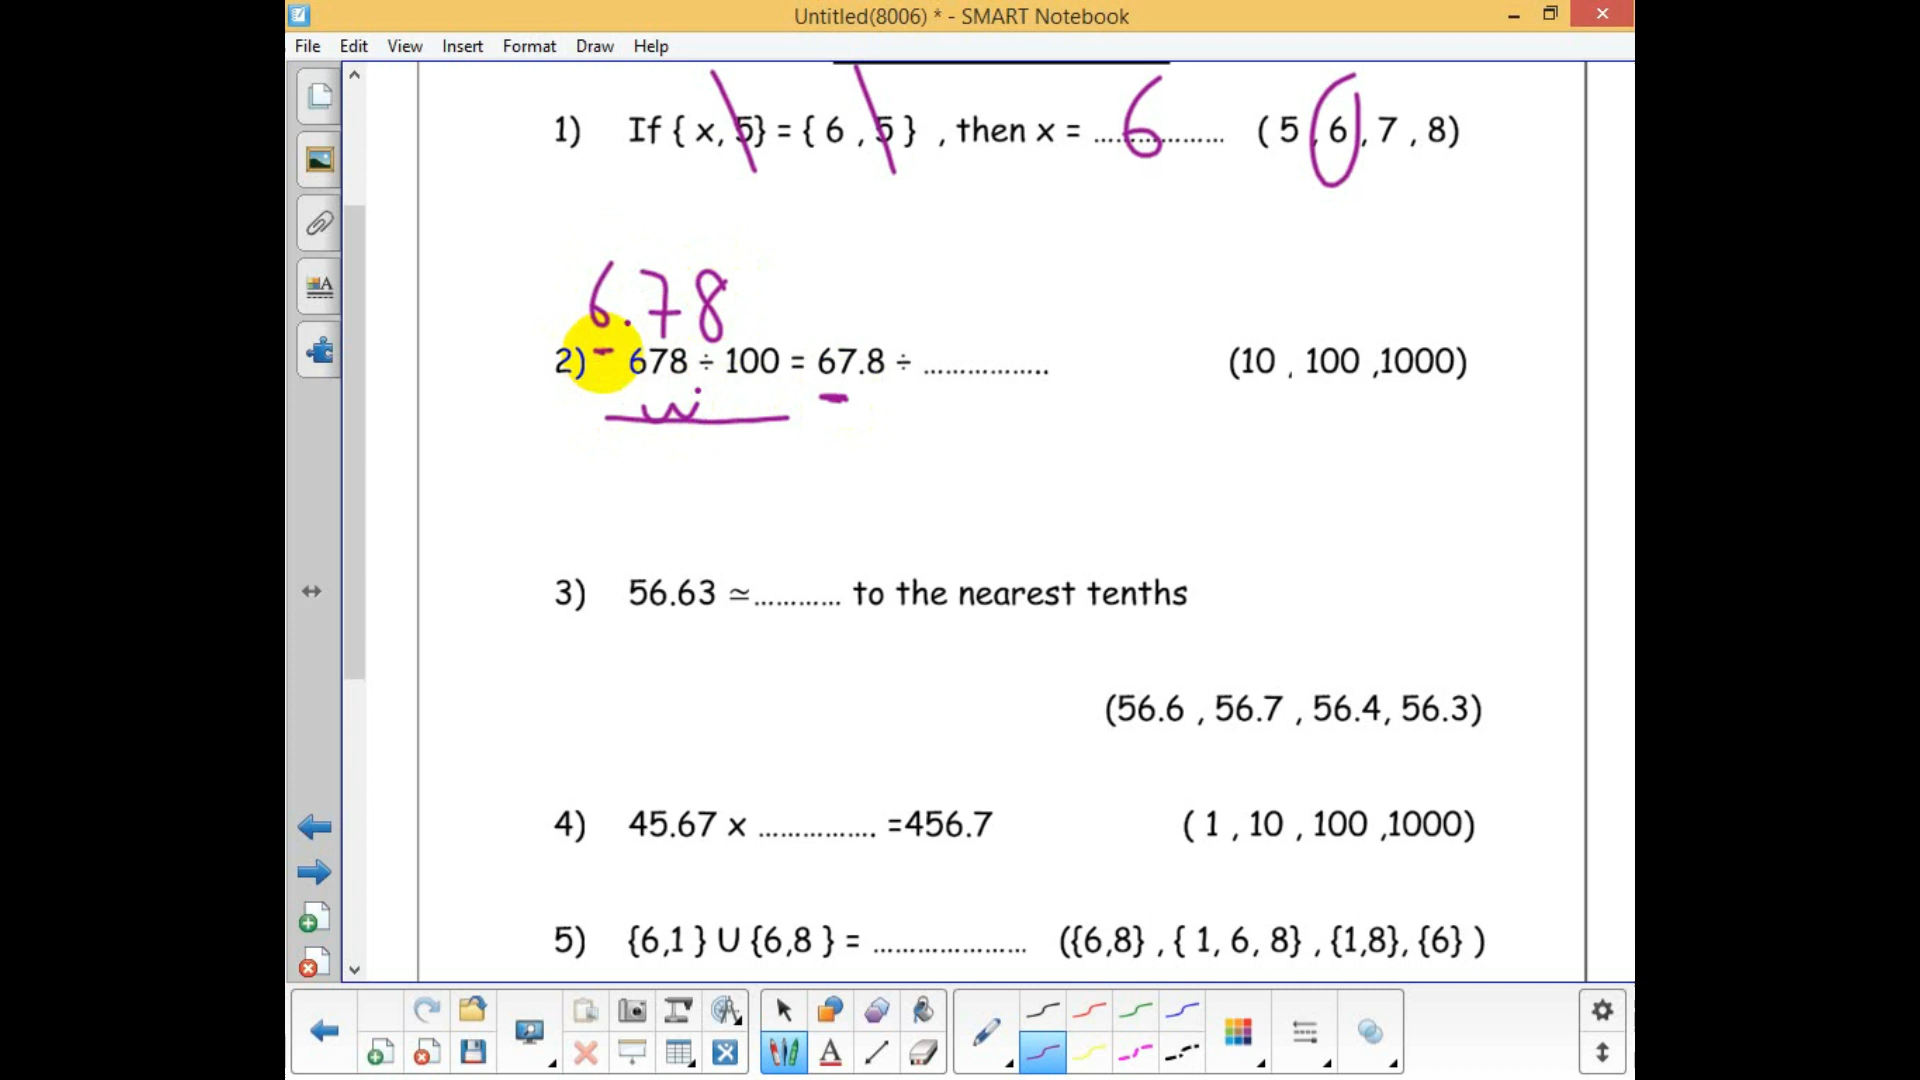 Untitled(8006) * - SMART Notebook
File Edit View Insert Format Draw Help
1) If { x, 5} = { 6 , 5 } , then x = ...6............ ( 5 , 6 , 7 , 8)
6.78
2) 678 ÷ 100 = 67.8 ÷ ................. (10 , 100 ,1000)
3) 56.63 ≃............ to the nearest tenths
(56.6 , 56.7 , 56.4, 56.3)
4) 45.67 x ................ =456.7 ( 1 , 10 , 100 ,1000)
5) {6,1 } U {6,8 } = ..................... ({6,8} , { 1, 6, 8} , {1,8}, {6} )